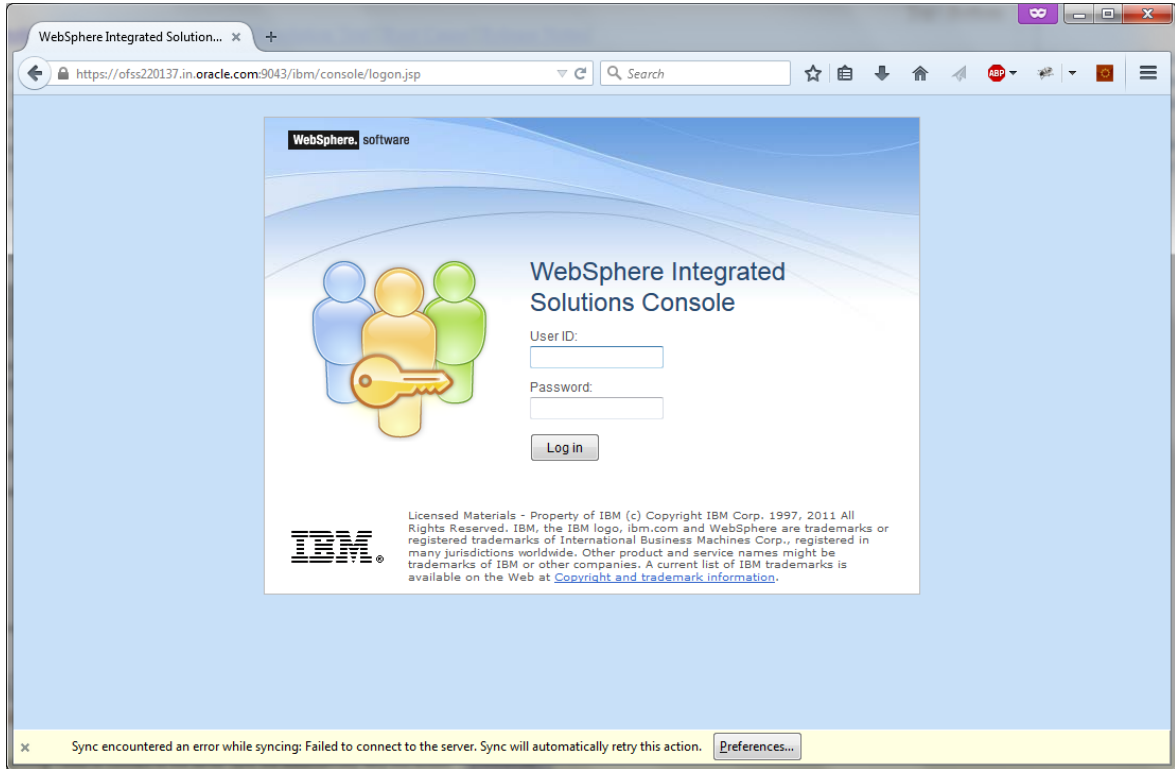 WebSphere Integrated Solution...
https://ofss220137.in.oracle.com:9043/ibm/console/logon.jsp
Search
ABP
WebSphere. software
WebSphere Integrated
Solutions Console
User ID:
Password:
Log in
IBM®
Licensed Materials - Property of IBM (c) Copyright IBM Corp. 1997, 2011 All
Rights Reserved. IBM, the IBM logo, ibm.com and WebSphere are trademarks or
registered trademarks of International Business Machines Corp., registered in
many jurisdictions worldwide. Other product and service names might be
trademarks of IBM or other companies. A current list of IBM trademarks is
available on the Web at Copyright and trademark information.
Sync encountered an error while syncing: Failed to connect to the server. Sync will automatically retry this action. Preferences...